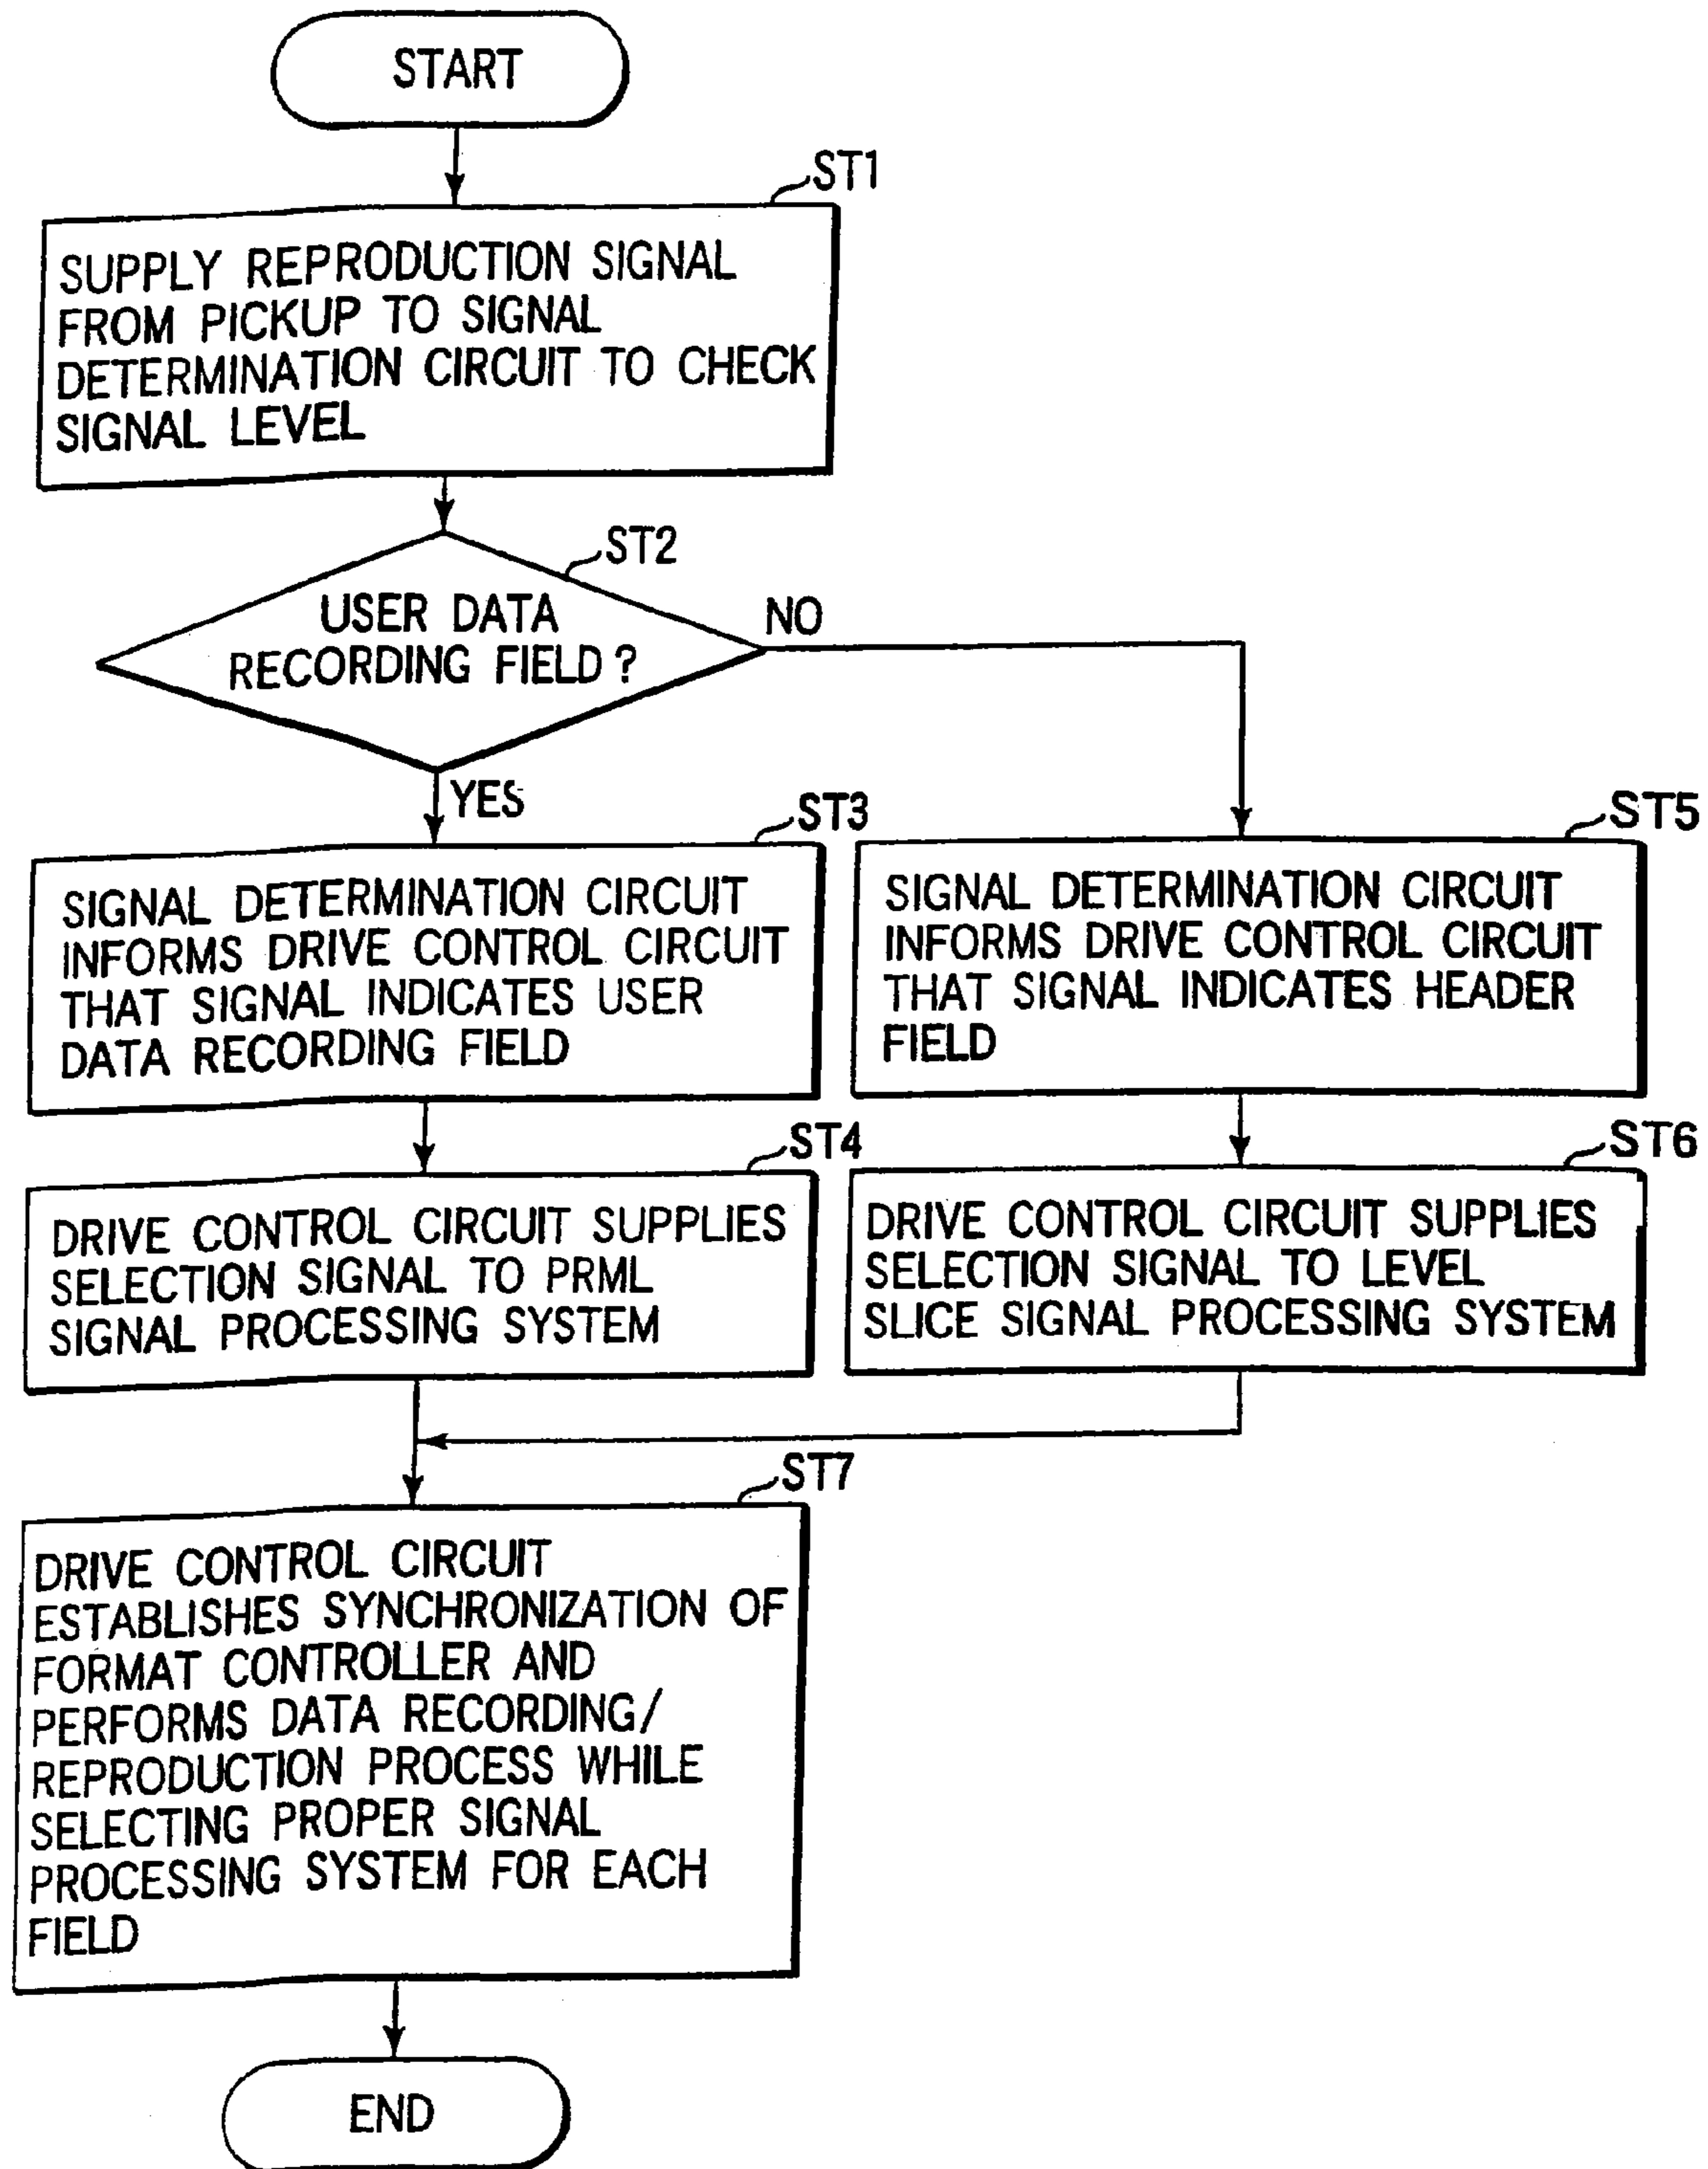 START
ST1
SUPPLY REPRODUCTION SIGNAL
FROM PICKUP TO SIGNAL
DETERMINATION CIRCUIT TO CHECK
SIGNAL LEVEL
ST2
USER DATA
RECORDING FIELD?
NO
YES
ST3
SIGNAL DETERMINATION CIRCUIT
INFORMS DRIVE CONTROL CIRCUIT
THAT SIGNAL INDICATES USER
DATA RECORDING FIELD
ST5
SIGNAL DETERMINATION CIRCUIT
INFORMS DRIVE CONTROL CIRCUIT
THAT SIGNAL INDICATES HEADER
FIELD
ST4
DRIVE CONTROL CIRCUIT SUPPLIES
SELECTION SIGNAL TO PRML
SIGNAL PROCESSING SYSTEM
ST6
DRIVE CONTROL CIRCUIT SUPPLIES
SELECTION SIGNAL TO LEVEL
SLICE SIGNAL PROCESSING SYSTEM
ST7
DRIVE CONTROL CIRCUIT
ESTABLISHES SYNCHRONIZATION OF
FORMAT CONTROLLER AND
PERFORMS DATA RECORDING/
REPRODUCTION PROCESS WHILE
SELECTING PROPER SIGNAL
PROCESSING SYSTEM FOR EACH
FIELD
END